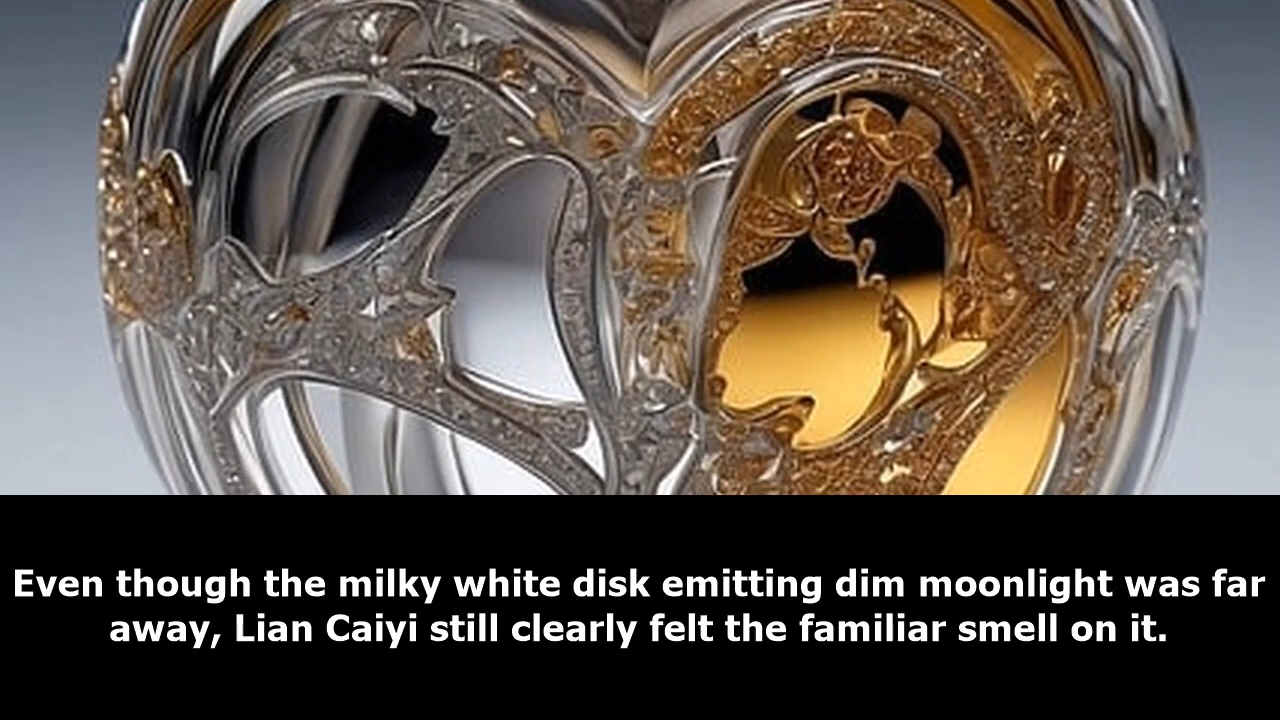 Even though the milky white disk emitting dim moonlight was far
away, Lian Caiyi still clearly felt the familiar smell on it.